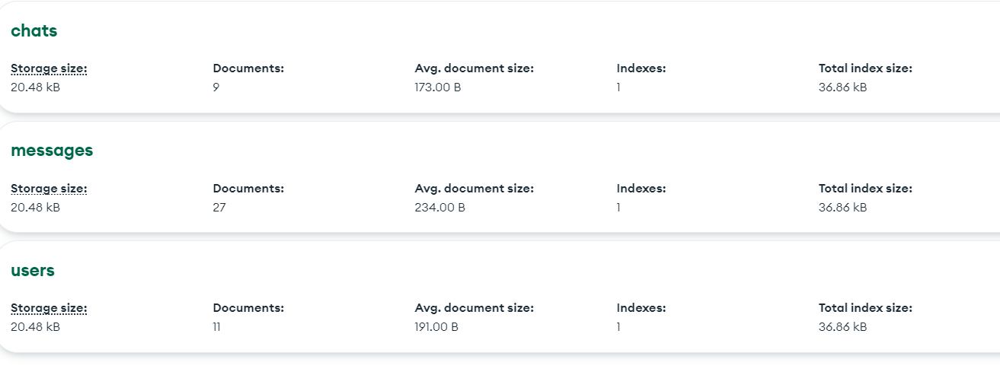 chats
Storage size: Documents: Avg. document size: Indexes: Total index size:
20.48 kB 9 173.00 B 1 36.86 kB
messages
Storage size: Documents: Avg. document size: Indexes: Total index size:
20.48 kB 27 234.00 B 1 36.86 kB
users
Storage size: Documents: Avg. document size: Indexes: Total index size:
20.48 kB 11 191.00 B 1 36.86 kB